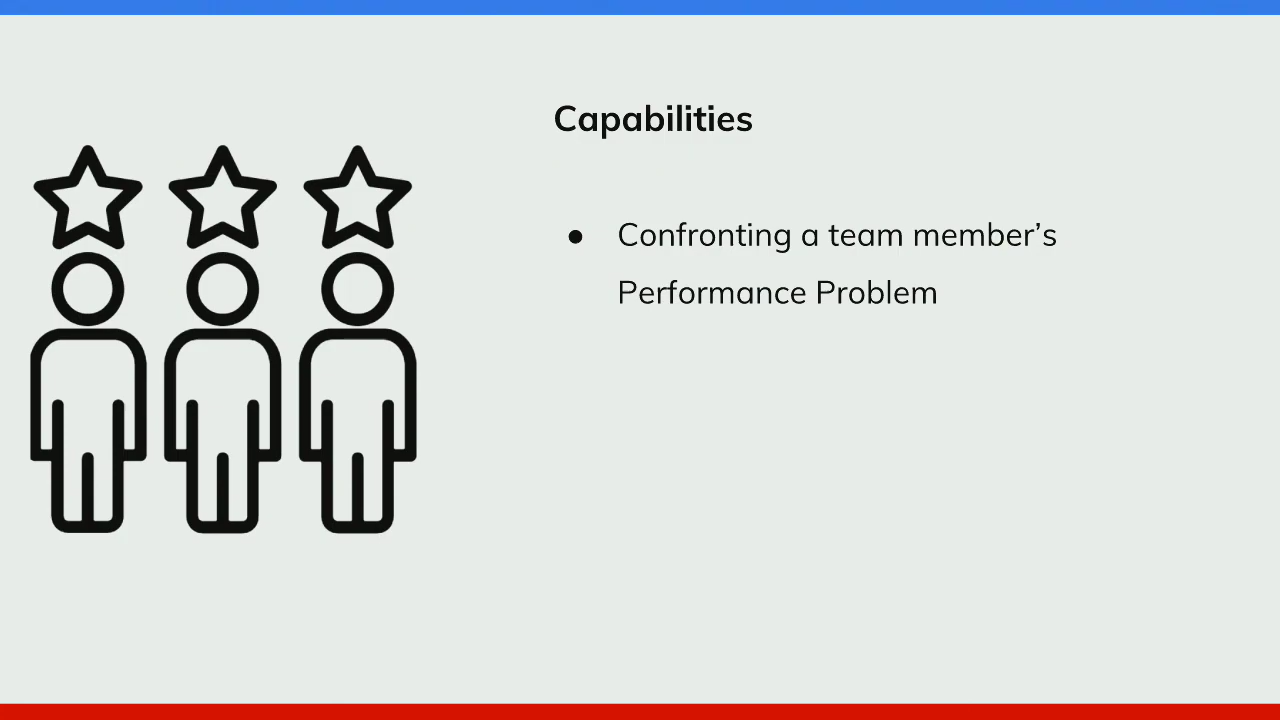 Capabilities
● Confronting a team member’s
Performance Problem